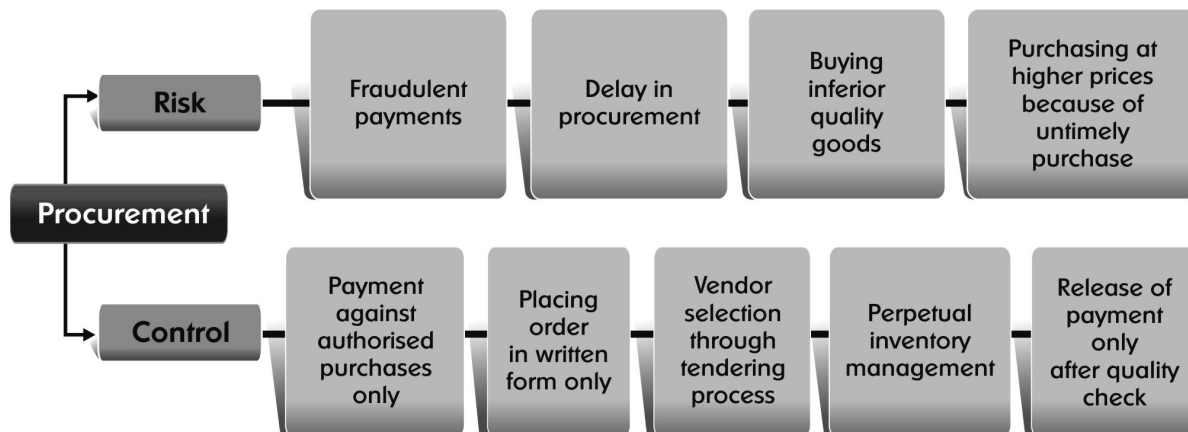 Procurement
Risk
Fraudulent
payments
Delay in
procurement
Buying
inferior
quality
goods
Purchasing at
higher prices
because of
untimely
purchase
Control
Payment
against
authorised
purchases
only
Placing
order
in written
form only
Vendor
selection
through
tendering
process
Perpetual
inventory
management
Release of
payment
only
after quality
check